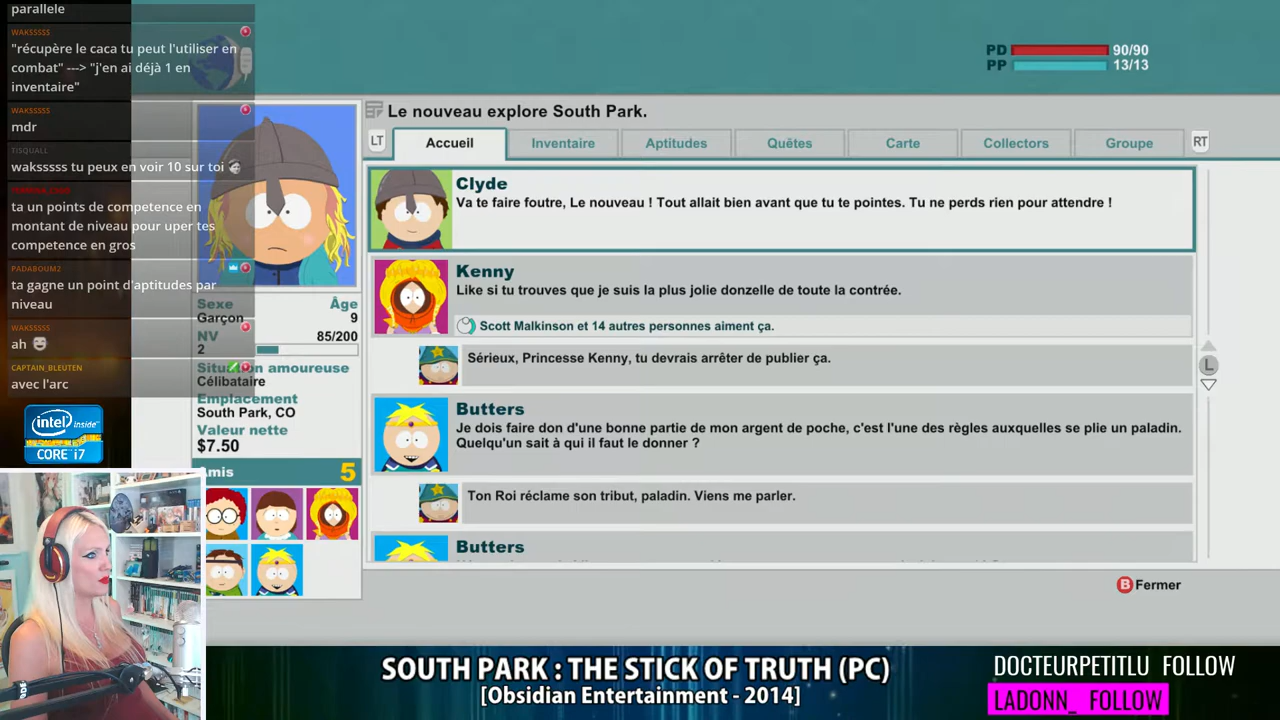 parallele
WAKSSSSS
"récupère le caca tu peut l'utiliser en
combat" ---> "j'en ai déjà 1 en
inventaire"
WAKSSSSS
mdr
TISQUALL
waksssss tu peux en voir 10 sur toi
ta un points de competence en
montant de niveau pour uper tes
competence en gros
PADABOUM2
ta gagne un point d'aptitudes par
niveau
WAKSSSSS
ah
CAPTAIN_BLEUTEN
avec l'arc
intel inside
CORE i7
PD 90/90
PP 13/13
Le nouveau explore South Park.
LT Accueil Inventaire Aptitudes Quêtes Carte Collectors Groupe RT
Sexe Âge
Garçon 9
NV 85/200
2
Situation amoureuse
Célibataire
Emplacement
South Park, CO
Valeur nette
$7.50
Amis 5
Clyde
Va te faire foutre, Le nouveau ! Tout allait bien avant que tu te pointes. Tu ne perds rien pour attendre !
Kenny
Like si tu trouves que je suis la plus jolie donzelle de toute la contrée.
Scott Malkinson et 14 autres personnes aiment ça.
Sérieux, Princesse Kenny, tu devrais arrêter de publier ça.
L
Butters
Je dois faire don d'une bonne partie de mon argent de poche, c'est l'une des règles auxquelles se plie un paladin.
Quelqu'un sait à qui il faut le donner ?
Ton Roi réclame son tribut, paladin. Viens me parler.
Butters
B Fermer
SOUTH PARK : THE STICK OF TRUTH (PC)
[Obsidian Entertainment - 2014]
DOCTEURPETITLU FOLLOW
LADONN_ FOLLOW